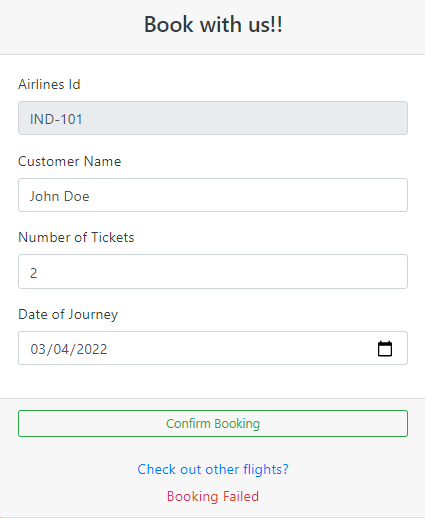 Book with us!!
Airlines Id
IND-101
Customer Name
John Doe
Number of Tickets
2
Date of Journey
03/04/2022
Confirm Booking
Check out other flights?
Booking Failed